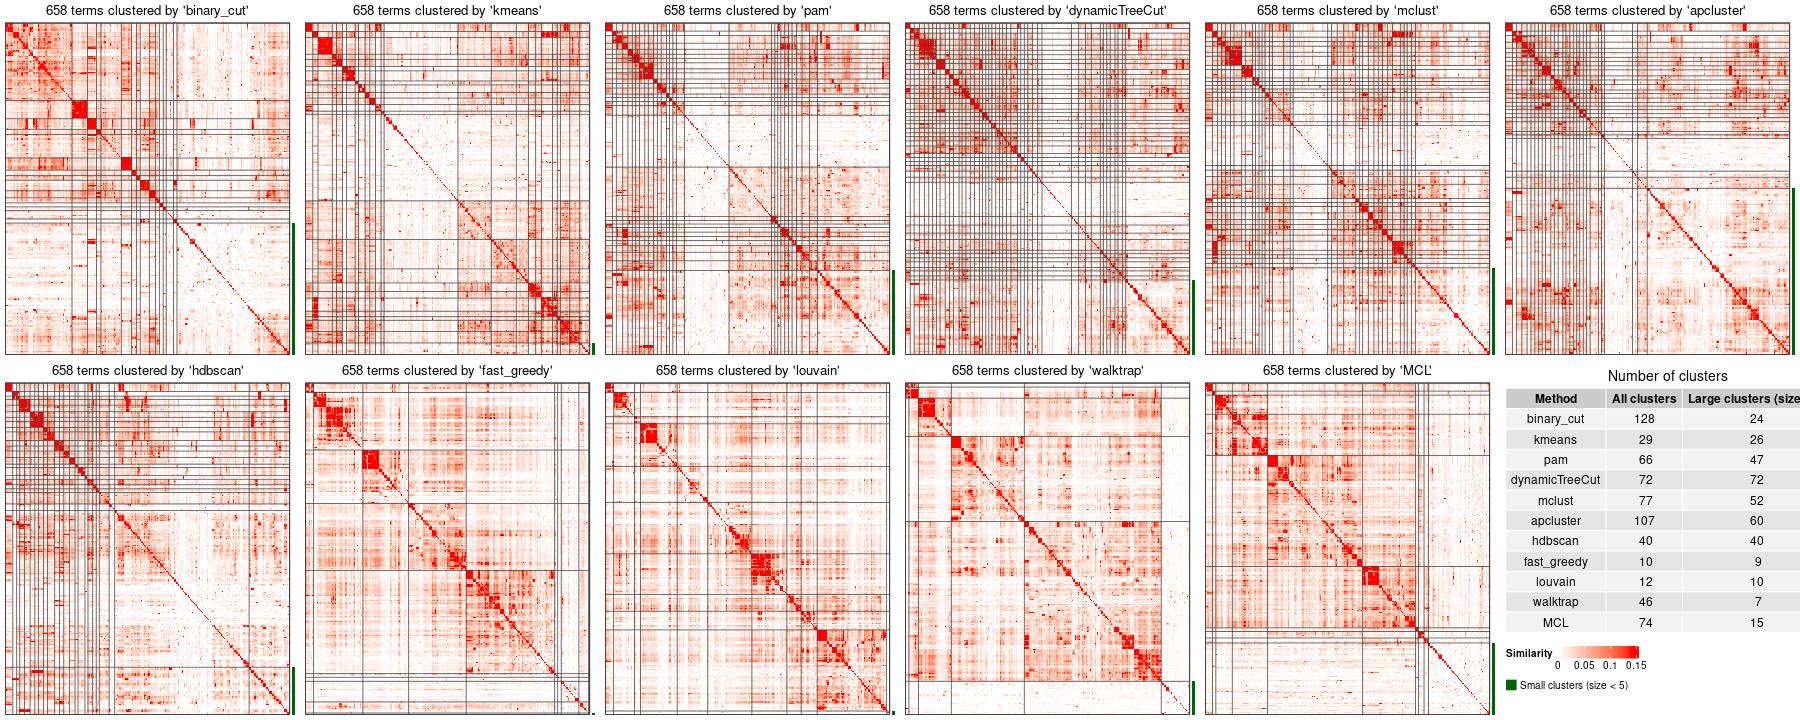 658 terms clustered by 'binary_cut'
658 terms clustered by 'kmeans'
658 terms clustered by 'pam'
658 terms clustered by 'dynamicTreeCut'
658 terms clustered by 'mclust'
658 terms clustered by 'apcluster'
658 terms clustered by 'hdbscan'
658 terms clustered by 'fast_greedy'
658 terms clustered by 'louvain'
658 terms clustered by 'walktrap'
658 terms clustered by 'MCL'
Number of clusters
Method All clusters Large clusters (size
binary_cut 128 24
kmeans 29 26
pam 66 47
dynamicTreeCut 72 72
mclust 77 52
apcluster 107 60
hdbscan 40 40
fast_greedy 10 9
louvain 12 10
walktrap 46 7
MCL 74 15
Similarity
0 0.05 0.1 0.15
Small clusters (size < 5)